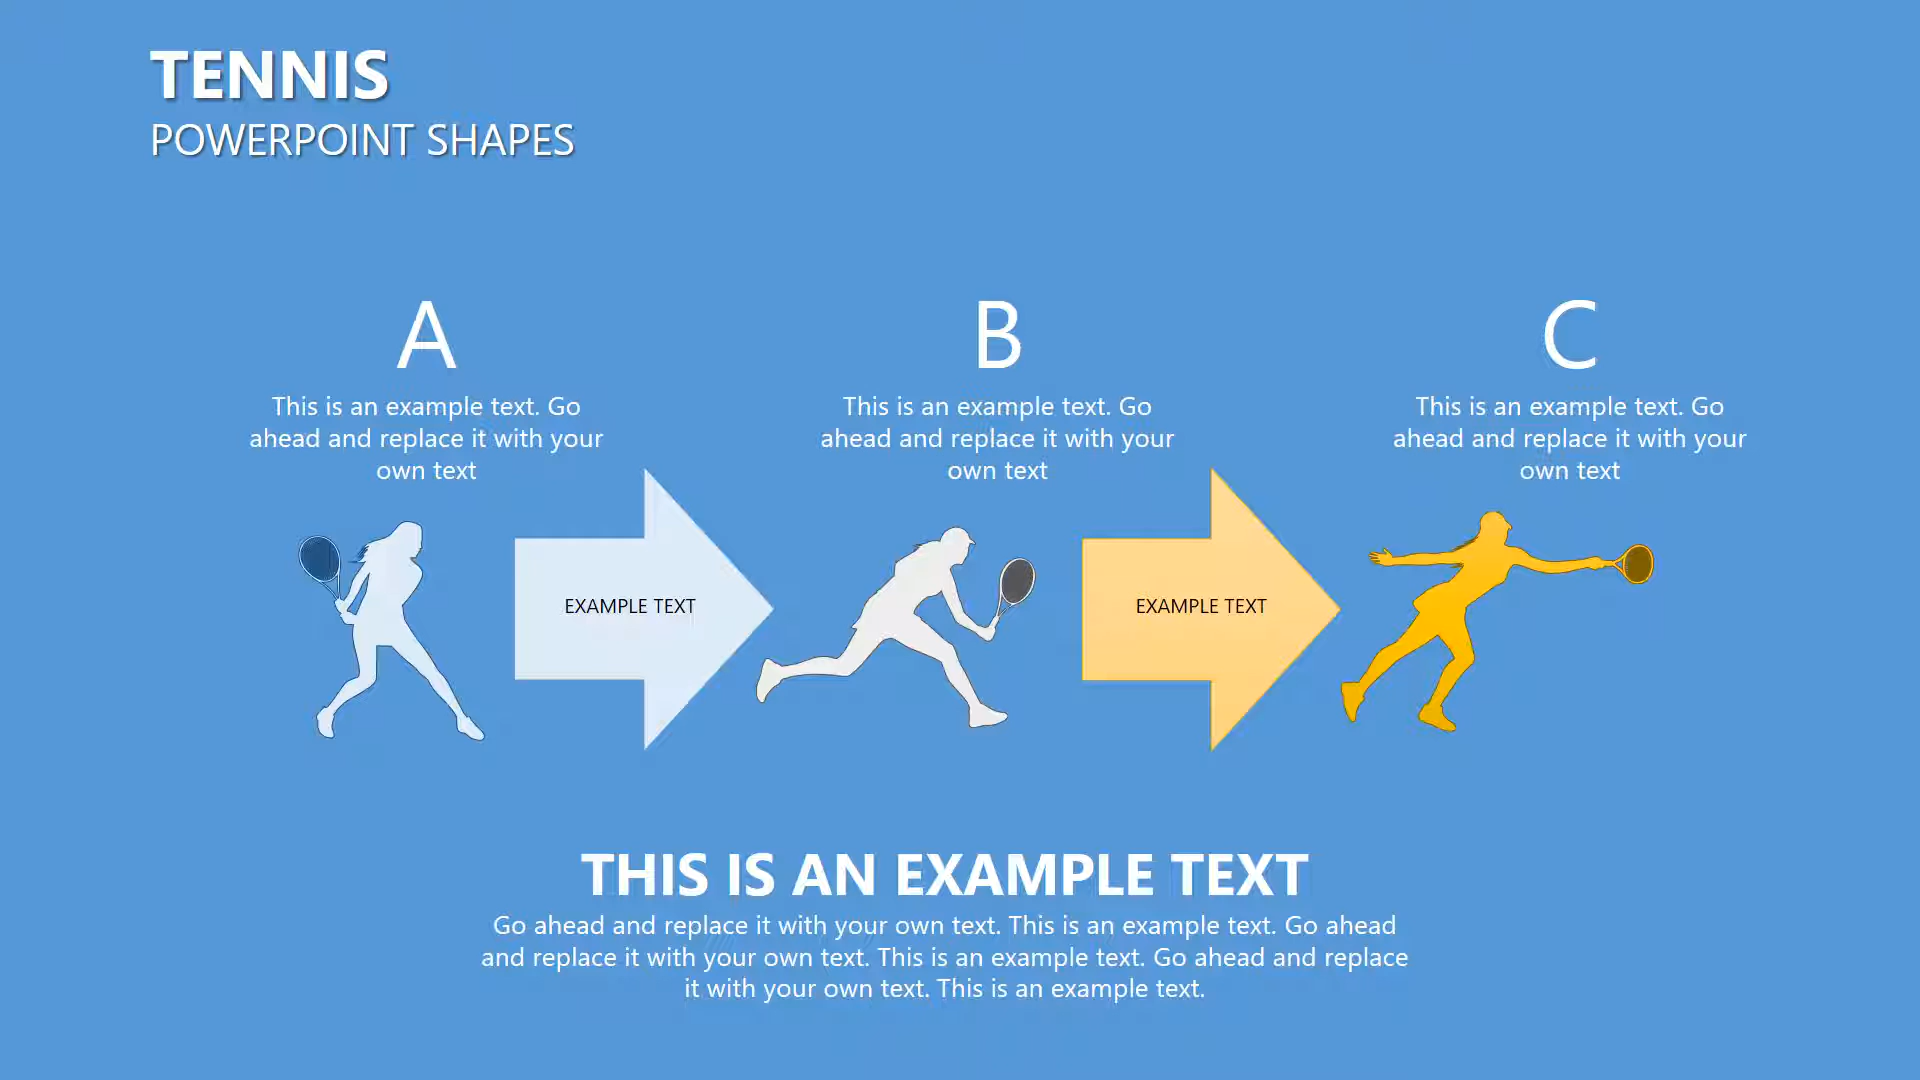 TENNIS
POWERPOINT SHAPES
A
This is an example text. Go
ahead and replace it with your
own text
B
This is an example text. Go
ahead and replace it with your
own text
C
This is an example text. Go
ahead and replace it with your
own text
EXAMPLE TEXT
EXAMPLE TEXT
THIS IS AN EXAMPLE TEXT
Go ahead and replace it with your own text. This is an example text. Go ahead
and replace it with your own text. This is an example text. Go ahead and replace
it with your own text. This is an example text.